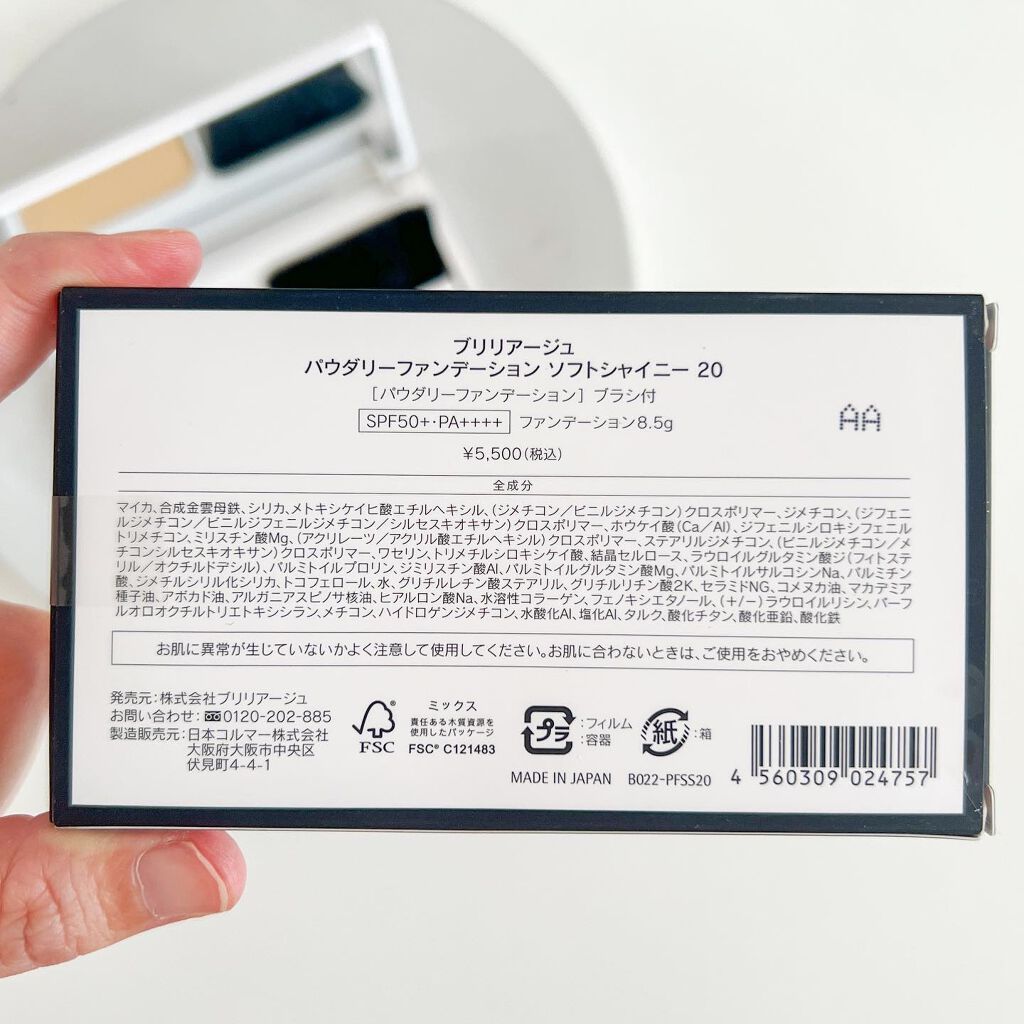 ブリリアージュ
パウダリーファンデーション ソフトシャイニー 20
[パウダリーファンデーション] ブラシ付
SPF50+・PA++++ ファンデーション8.5g
AA
¥5,500(税込)
全成分
マイカ、合成金雲母鉄、シリカ、メトキシケイヒ酸エチルヘキシル、(ジメチコン/ビニルジメチコン)クロスポリマー、ジメチコン、(ジフェニ
ルジメチコン/ビニルジフェニルジメチコン/シルセスキオキサン)クロスポリマー、ホウケイ酸(Ca/Al)、ジフェニルシロキシフェニル
トリメチコン、ミリスチン酸Mg、(アクリレーツ/アクリル酸エチルヘキシル)クロスポリマー、ステアリルジメチコン、(ビニルジメチコン/メ
チコンシルセスキオキサン)クロスポリマー、ワセリン、トリメチルシロキシケイ酸、結晶セルロース、ラウロイルグルタミン酸ジ(フィトステ
リル/オクチルドデシル)、パルミトイルプロリン、ジミリスチン酸Al、パルミトイルグルタミン酸Mg、パルミトイルサルコシンNa、パルミチン
酸、ジメチルシリル化シリカ、トコフェロール、水、グリチルレチン酸ステアリル、グリチルリチン酸2K、セラミドNG、コメヌカ油、マカデミア
種子油、アボカド油、アルガニアスピノサ核油、ヒアルロン酸Na、水溶性コラーゲン、フェノキシエタノール、(+/-)ラウロイルリシン、パーフ
ルオロオクチルトリエトキシシラン、メチコン、ハイドロゲンジメチコン、水酸化Al、塩化Al、タルク、酸化チタン、酸化亜鉛、酸化鉄
お肌に異常が生じていないかよく注意して使用してください。お肌に合わないときは、ご使用をおやめください。
発売元:株式会社ブリリアージュ
お問い合わせ:0120-202-885
製造販売元:日本コルマー株式会社
大阪府大阪市中央区
伏見町4-4-1
FSC
ミックス
責任ある木質資源を
使用したパッケージ
FSC® C121483
プラ
:フィルム
:容器
紙
:箱
MADE IN JAPAN B022-PFSS20
4 560309 024757